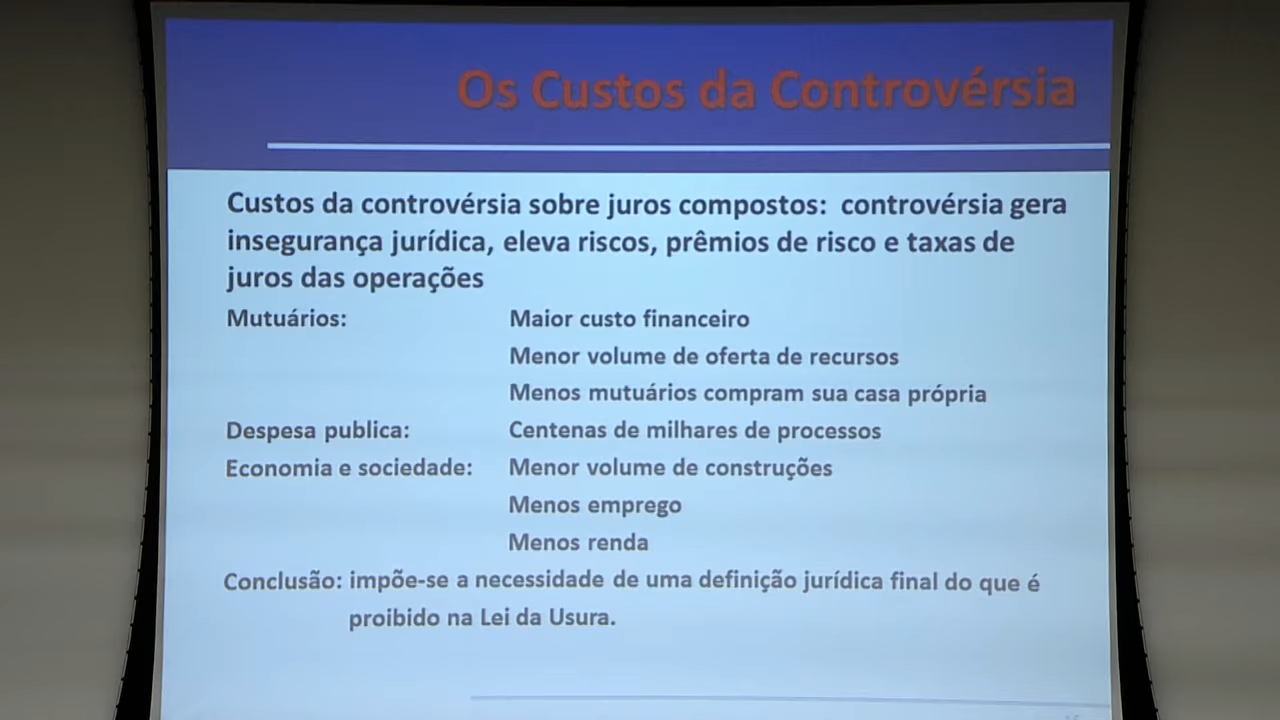 Os Custos da Controvérsia
Custos da controvérsia sobre juros compostos: controvérsia gera
insegurança jurídica, eleva riscos, prêmios de risco e taxas de
juros das operações
Mutuários: Maior custo financeiro
Menor volume de oferta de recursos
Menos mutuários compram sua casa própria
Despesa publica: Centenas de milhares de processos
Economia e sociedade: Menor volume de construções
Menos emprego
Menos renda
Conclusão: impõe-se a necessidade de uma definição jurídica final do que é
proibido na Lei da Usura.